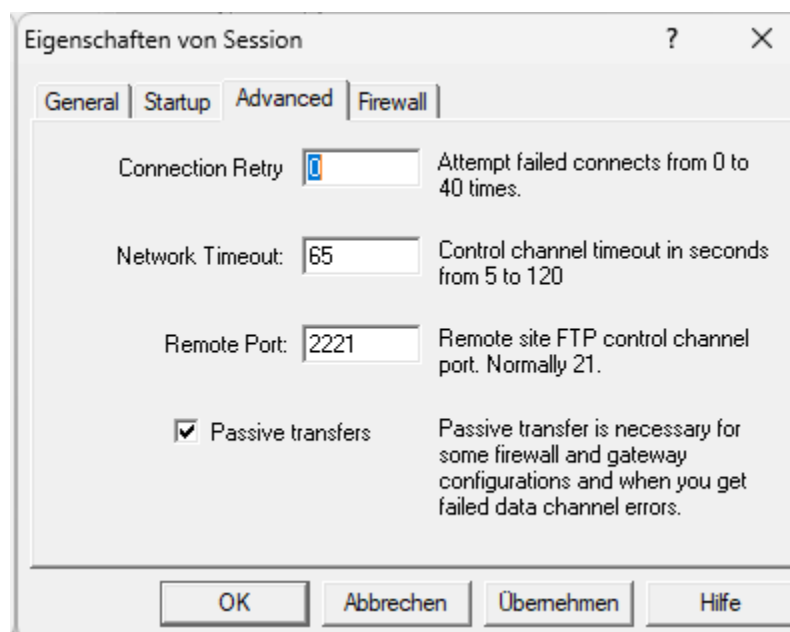 Eigenschaften von Session ?
General Startup Advanced Firewall
Connection Retry 0 Attempt failed connects from 0 to
40 times.
Network Timeout: 65 Control channel timeout in seconds
from 5 to 120
Remote Port: 2221 Remote site FTP control channel
port. Normally 21.
Passive transfers Passive transfer is necessary for
some firewall and gateway
configurations and when you get
failed data channel errors.
OK Abbrechen Übernehmen Hilfe